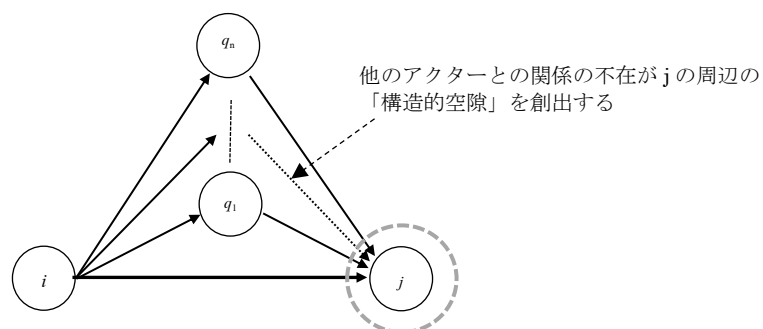 qn
他のアクターとの関係の不在が j の周辺の
「構造的空隙」を創出する
q1
i
j